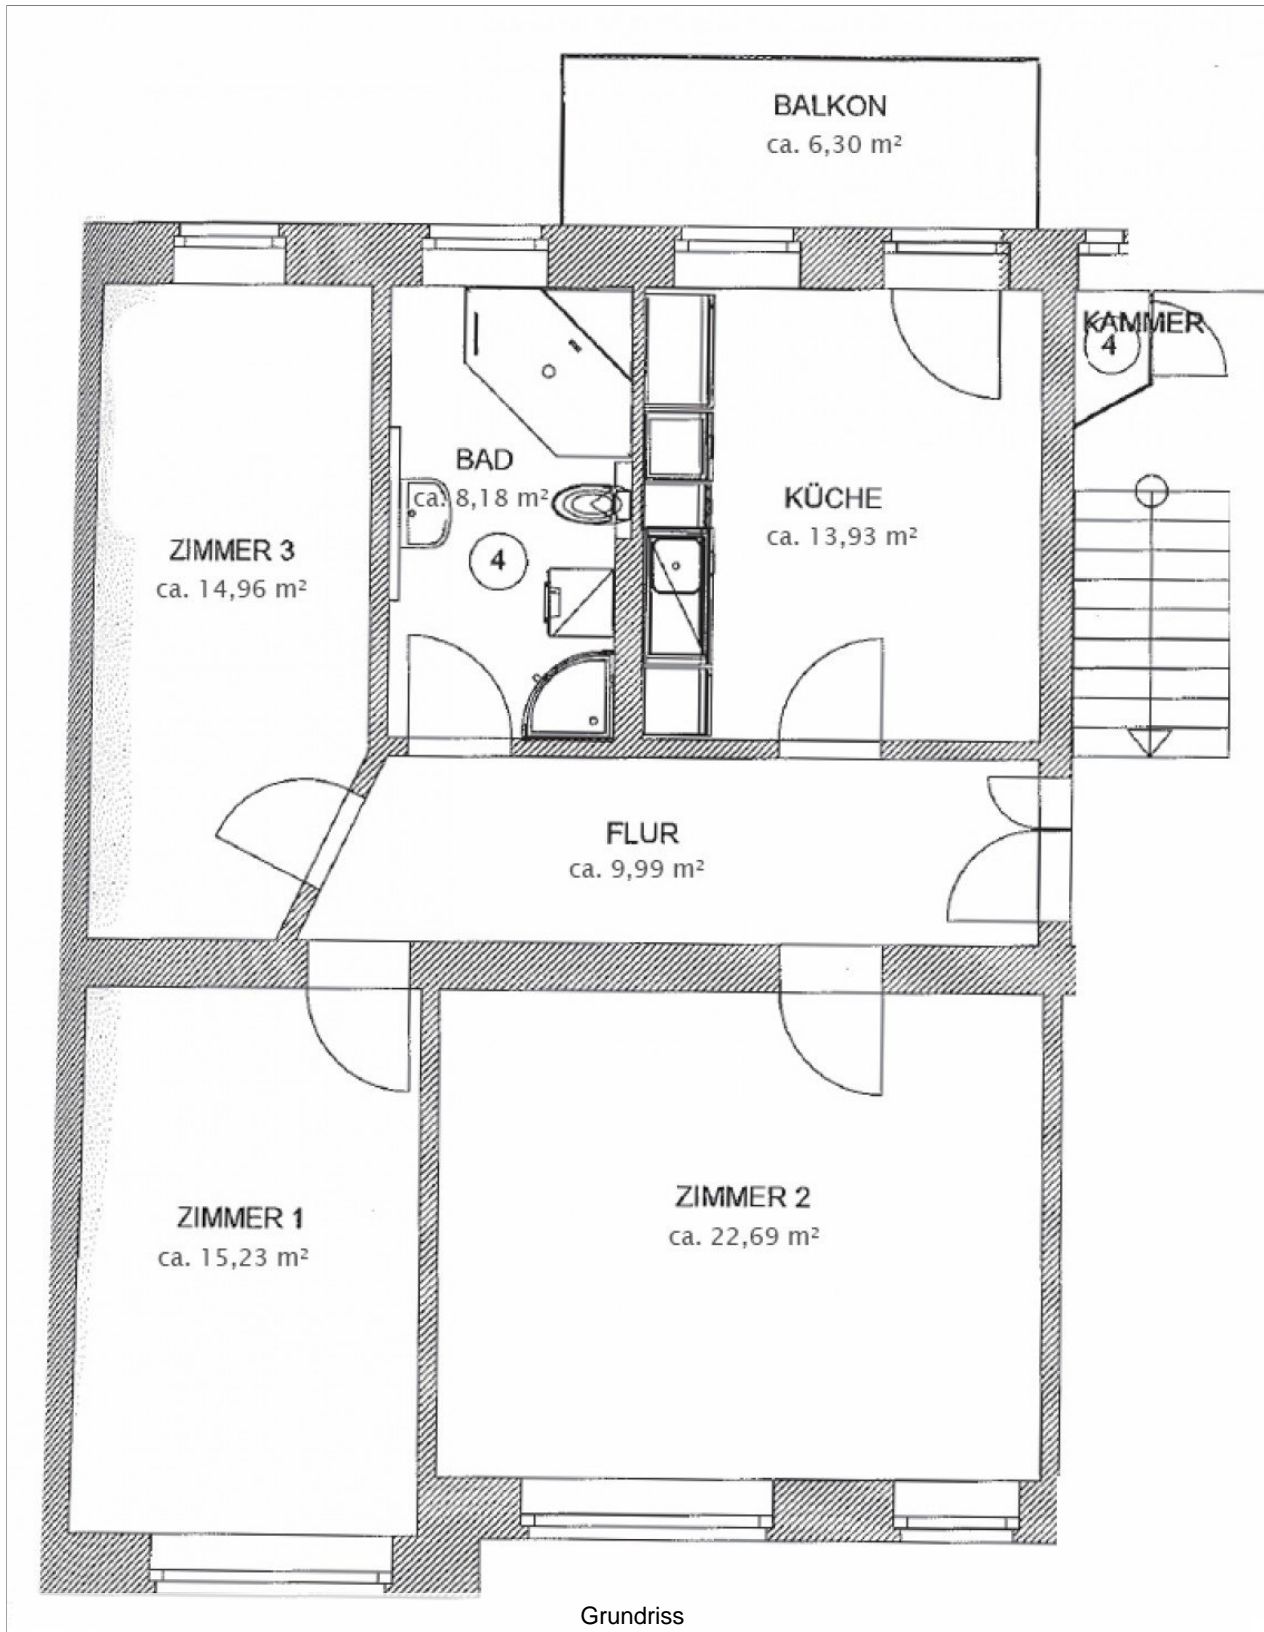 BALKON
ca. 6,30 m²
KAMMER
4
BAD
ca. 8,18 m²
4
KÜCHE
ca. 13,93 m²
ZIMMER 3
ca. 14,96 m²
FLUR
ca. 9,99 m²
ZIMMER 1
ca. 15,23 m²
ZIMMER 2
ca. 22,69 m²
Grundriss